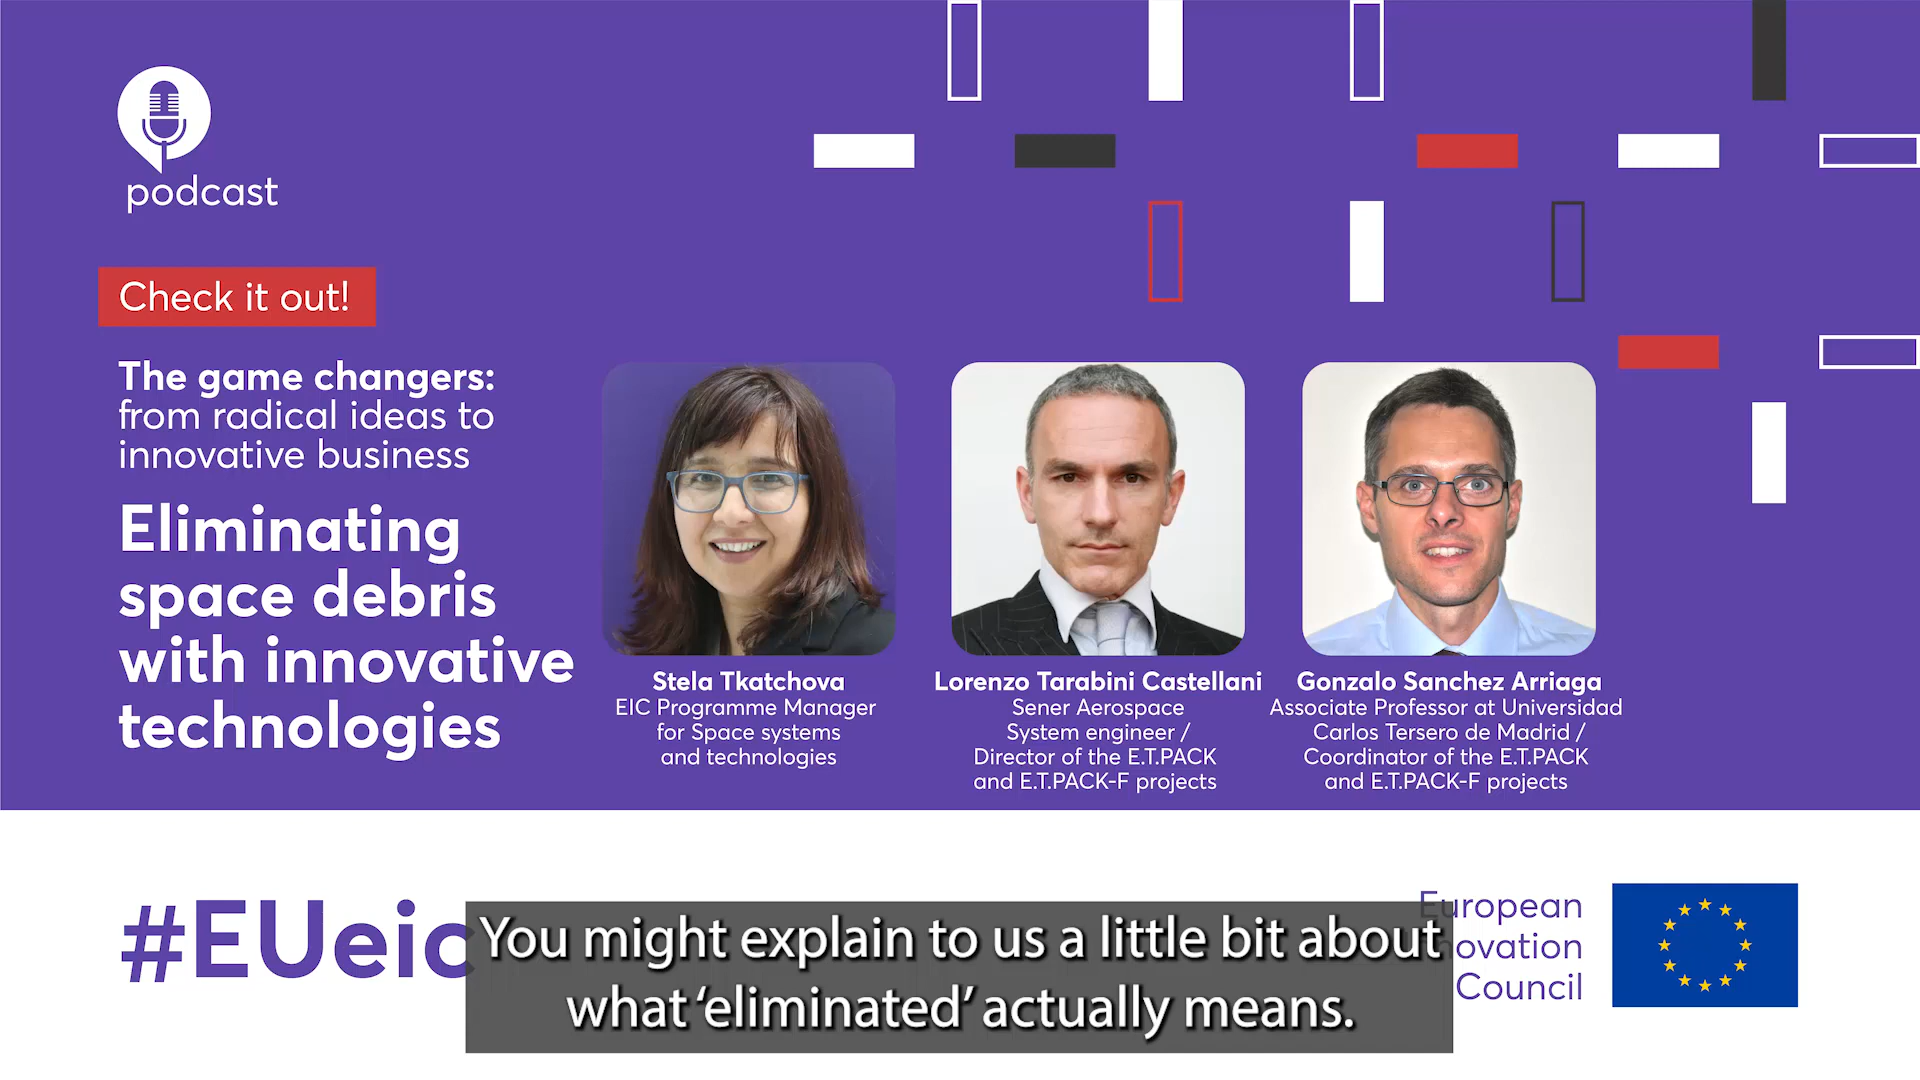 podcast
Check it out!
The game changers:
from radical ideas to
innovative business
Eliminating
space debris
with innovative
technologies
Stela Tkatchova
EIC Programme Manager
for Space systems
and technologies
Lorenzo Tarabini Castellani
Sener Aerospace
System engineer /
Director of the E.T.PACK
and E.T.PACK-F projects
Gonzalo Sanchez Arriaga
Associate Professor at Universidad
Carlos Tersero de Madrid /
Coordinator of the E.T.PACK
and E.T.PACK-F projects
#EUeic
European
Innovation
Council
You might explain to us a little bit about
what ‘eliminated’ actually means.